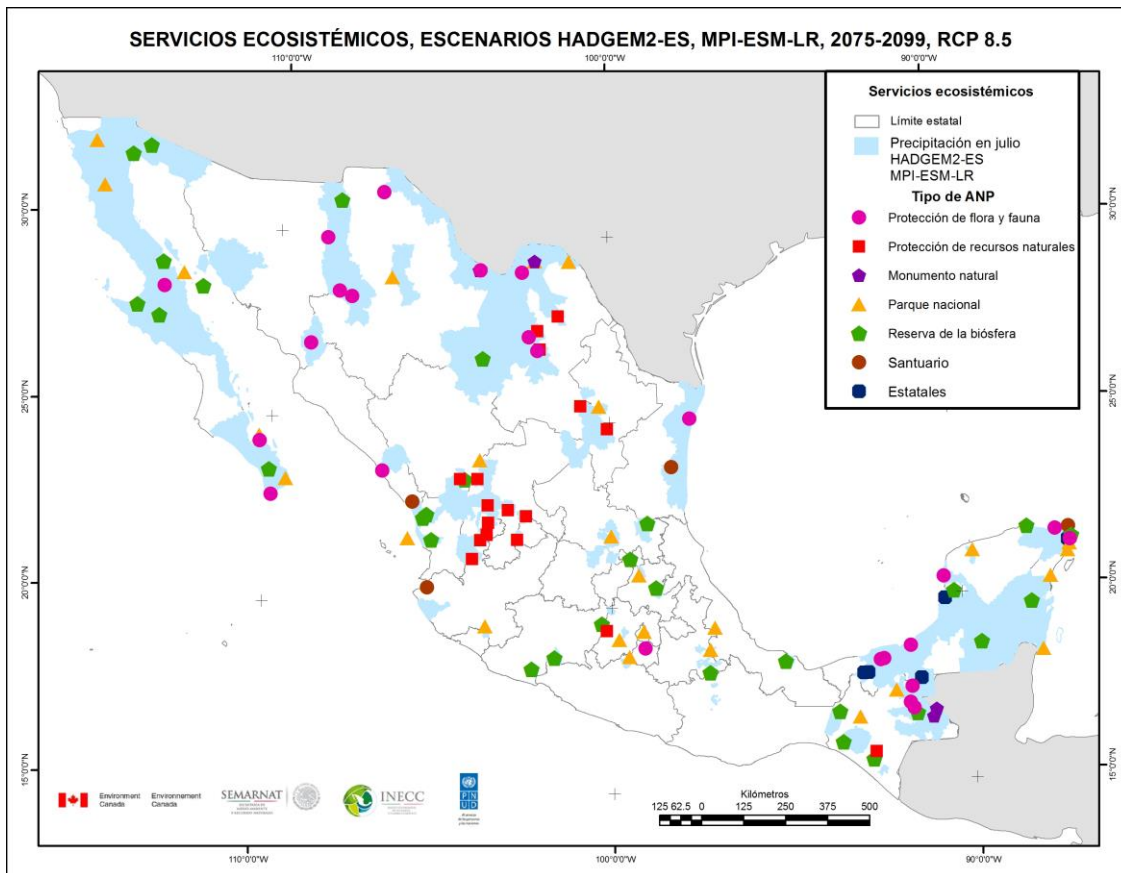 SERVICIOS ECOSISTÉMICOS, ESCENARIOS HADGEM2-ES, MPI-ESM-LR, 2075-2099, RCP 8.5
110°0'0"W
100°0'0"W
90°0'0"W
Servicios ecosistémicos
Límite estatal
Precipitación en julio
HADGEM2-ES
MPI-ESM-LR
Tipo de ANP
Protección de flora y fauna
Protección de recursos naturales
Monumento natural
Parque nacional
Reserva de la biósfera
Santuario
Estatales
30°0'0"N
30°0'0"N
25°0'0"N
25°0'0"N
20°0'0"N
20°0'0"N
15°0'0"N
15°0'0"N
Environment Canada
Environnement Canada
SEMARNAT
INECC
PNUD
Kilómetros
125 62.5 0 125 250 375 500
110°0'0"W
100°0'0"W
90°0'0"W